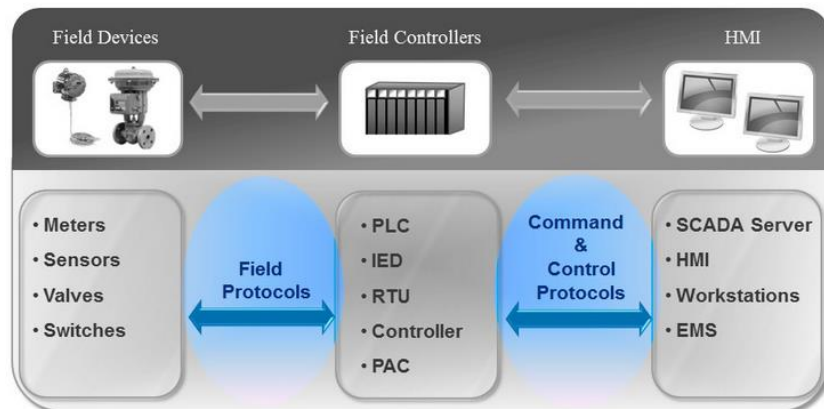 Field Devices
Field Controllers
HMI
• Meters
• Sensors
• Valves
• Switches
Field
Protocols
• PLC
• IED
• RTU
• Controller
• PAC
Command
&
Control
Protocols
• SCADA Server
• HMI
• Workstations
• EMS